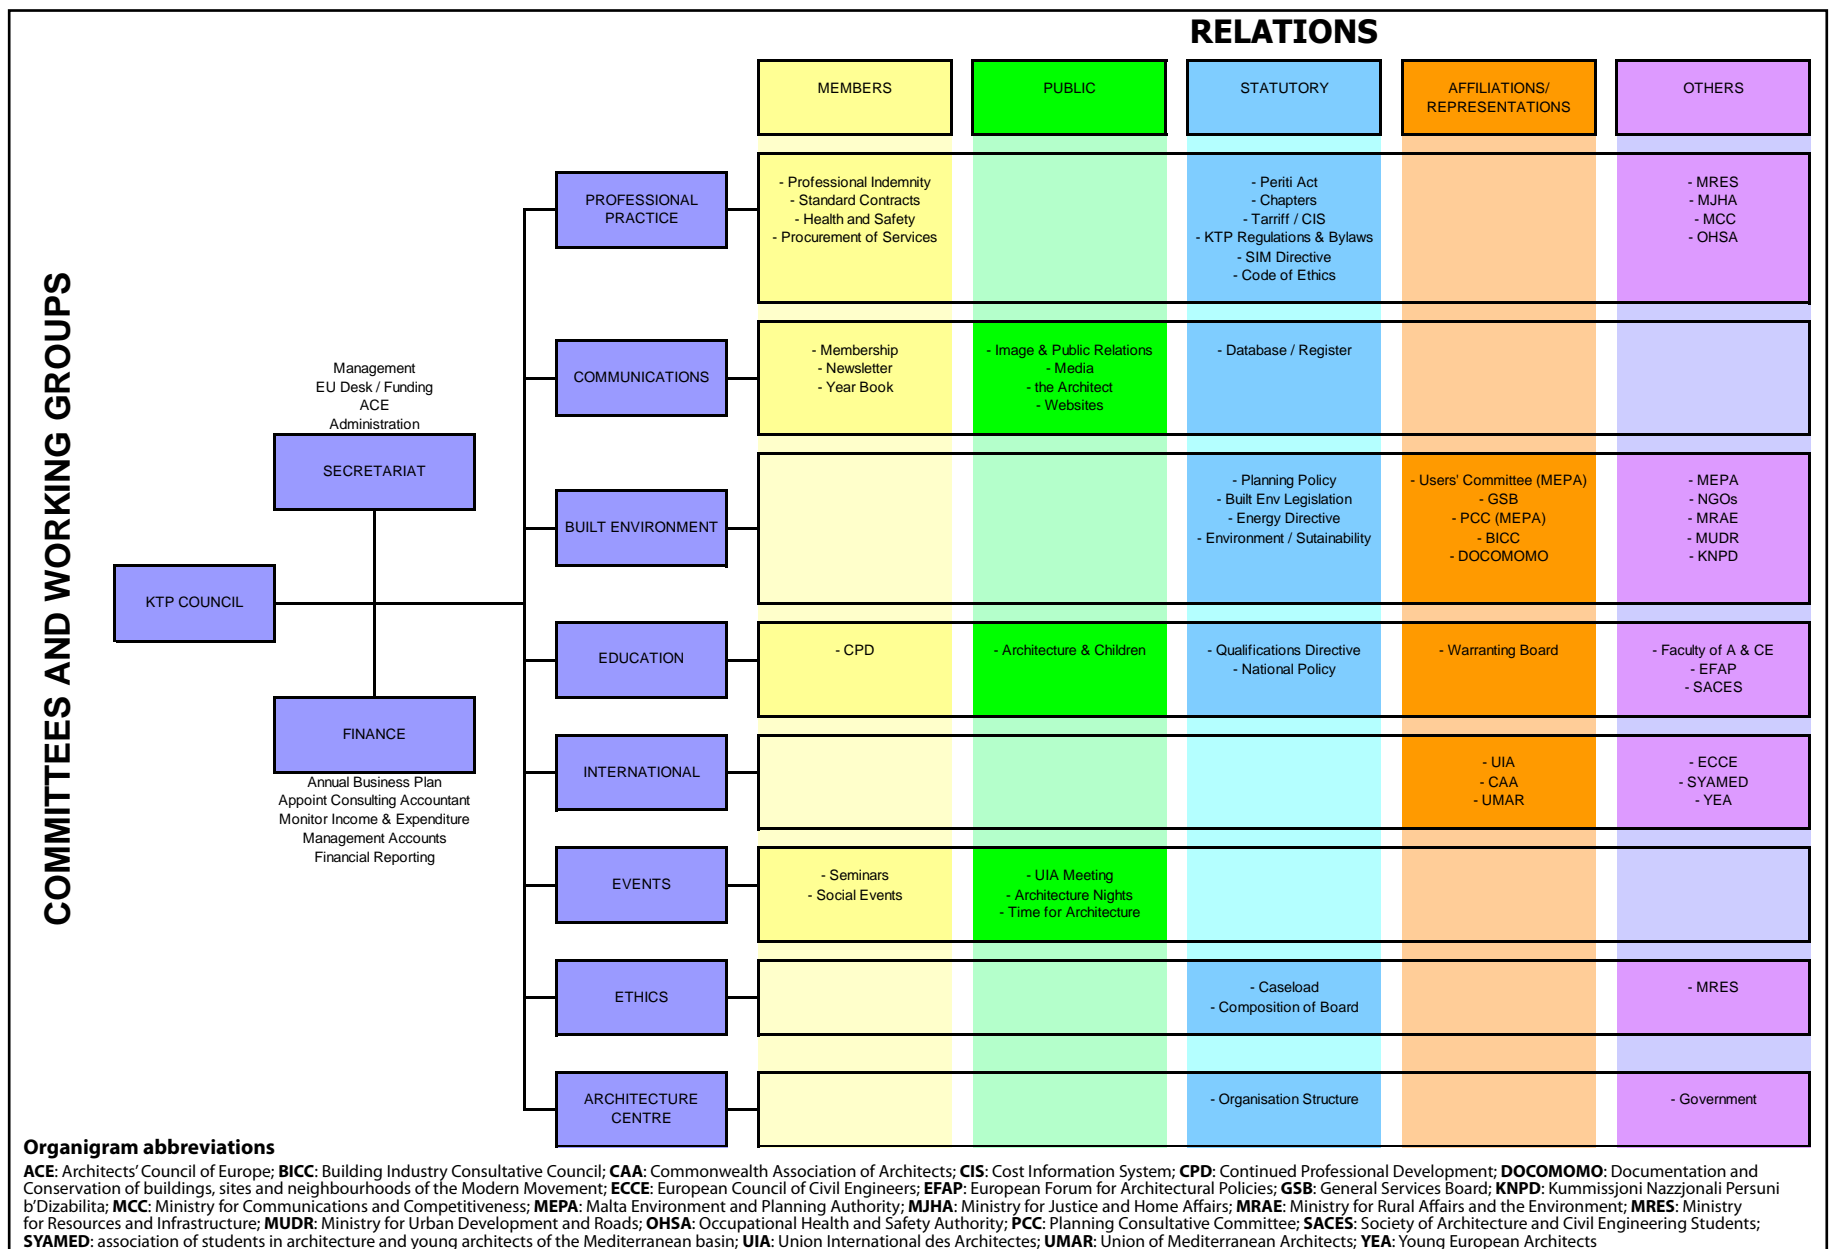 RELATIONS
MEMBERS
PUBLIC
STATUTORY
AFFILIATIONS/
REPRESENTATIONS
OTHERS
COMMITTEES AND WORKING GROUPS
KTP COUNCIL
Management
EU Desk / Funding
ACE
Administration
SECRETARIAT
FINANCE
Annual Business Plan
Appoint Consulting Accountant
Monitor Income & Expenditure
Management Accounts
Financial Reporting
PROFESSIONAL
PRACTICE
- Professional Indemnity
- Standard Contracts
- Health and Safety
- Procurement of Services
- Periti Act
- Chapters
- Tarriff / CIS
- KTP Regulations & Bylaws
- SIM Directive
- Code of Ethics
- MRES
- MJHA
- MCC
- OHSA
COMMUNICATIONS
- Membership
- Newsletter
- Year Book
- Image & Public Relations
- Media
- the Architect
- Websites
- Database / Register
BUILT ENVIRONMENT
- Planning Policy
- Built Env Legislation
- Energy Directive
- Environment / Sutainability
- Users' Committee (MEPA)
- GSB
- PCC (MEPA)
- BICC
- DOCOMOMO
- MEPA
- NGOs
- MRAE
- MUDR
- KNPD
EDUCATION
- CPD
- Architecture & Children
- Qualifications Directive
- National Policy
- Warranting Board
- Faculty of A & CE
- EFAP
- SACES
INTERNATIONAL
- UIA
- CAA
- UMAR
- ECCE
- SYAMED
- YEA
EVENTS
- Seminars
- Social Events
- UIA Meeting
- Architecture Nights
- Time for Architecture
ETHICS
- Caseload
- Composition of Board
- MRES
ARCHITECTURE
CENTRE
- Organisation Structure
- Government
Organigram abbreviations
ACE: Architects' Council of Europe; BICC: Building Industry Consultative Council; CAA: Commonwealth Association of Architects; CIS: Cost Information System; CPD: Continued Professional Development; DOCOMOMO: Documentation and
Conservation of buildings, sites and neighbourhoods of the Modern Movement; ECCE: European Council of Civil Engineers; EFAP: European Forum for Architectural Policies; GSB: General Services Board; KNPD: Kummissjoni Nazzjonali Persuni
b'Dizabilita; MCC: Ministry for Communications and Competitiveness; MEPA: Malta Environment and Planning Authority; MJHA: Ministry for Justice and Home Affairs; MRAE: Ministry for Rural Affairs and the Environment; MRES: Ministry
for Resources and Infrastructure; MUDR: Ministry for Urban Development and Roads; OHSA: Occupational Health and Safety Authority; PCC: Planning Consultative Committee; SACES: Society of Architecture and Civil Engineering Students;
SYAMED: association of students in architecture and young architects of the Mediterranean basin; UIA: Union International des Architectes; UMAR: Union of Mediterranean Architects; YEA: Young European Architects